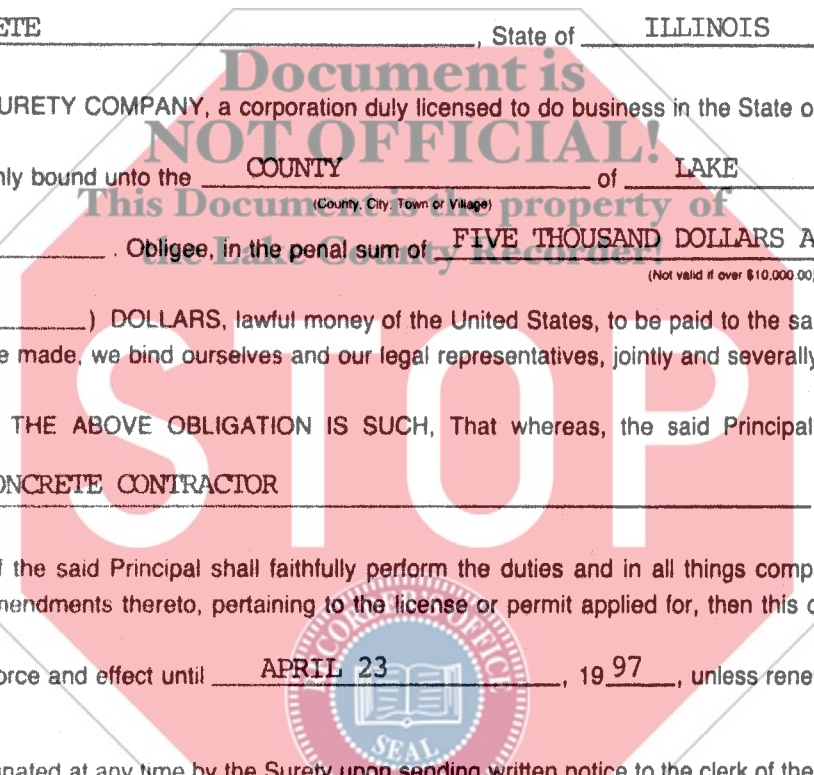 ETE , State of ILLINOIS
Document is
URETY COMPANY, a corporation duly licensed to do business in the State o
NOT OFFICIAL!
nly bound unto the COUNTY of LAKE
This Document is the property of
(County, City, Town or Village)
. Obligee, in the penal sum of FIVE THOUSAND DOLLARS A
the Lake County Recorder!
(Not valid if over $10,000.00)
) DOLLARS, lawful money of the United States, to be paid to the sa
e made, we bind ourselves and our legal representatives, jointly and severally
STOP
THE ABOVE OBLIGATION IS SUCH, That whereas, the said Principal
ONCRETE CONTRACTOR
f the said Principal shall faithfully perform the duties and in all things comp
mendments thereto, pertaining to the license or permit applied for, then this o
RECORDER'S OFFICE
orce and effect until APRIL 23 , 19 97 , unless rene
SEAL
nated at any time by the Surety upon sending written notice to the clerk of the